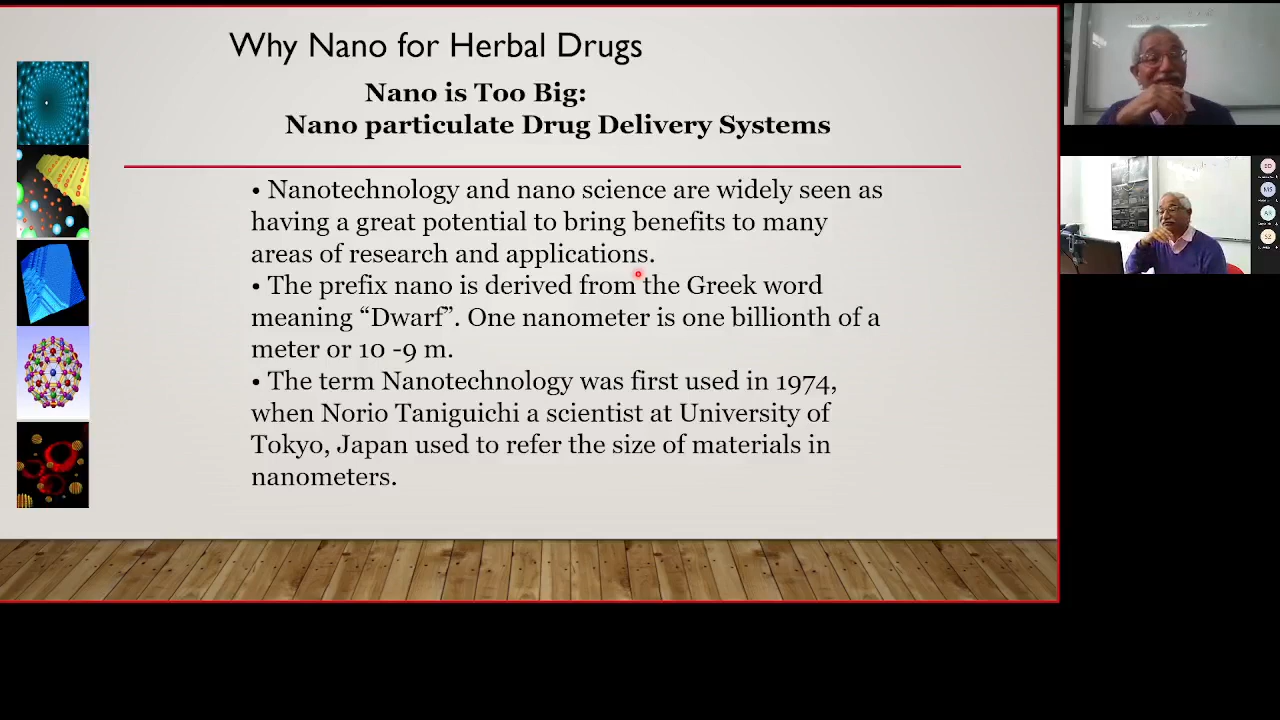 Why Nano for Herbal Drugs
Nano is Too Big:
Nano particulate Drug Delivery Systems
• Nanotechnology and nano science are widely seen as
having a great potential to bring benefits to many
areas of research and applications.
• The prefix nano is derived from the Greek word
meaning “Dwarf”. One nanometer is one billionth of a
meter or 10 -9 m.
• The term Nanotechnology was first used in 1974,
when Norio Taniguichi a scientist at University of
Tokyo, Japan used to refer the size of materials in
nanometers.
ED
MS
AR
SZ